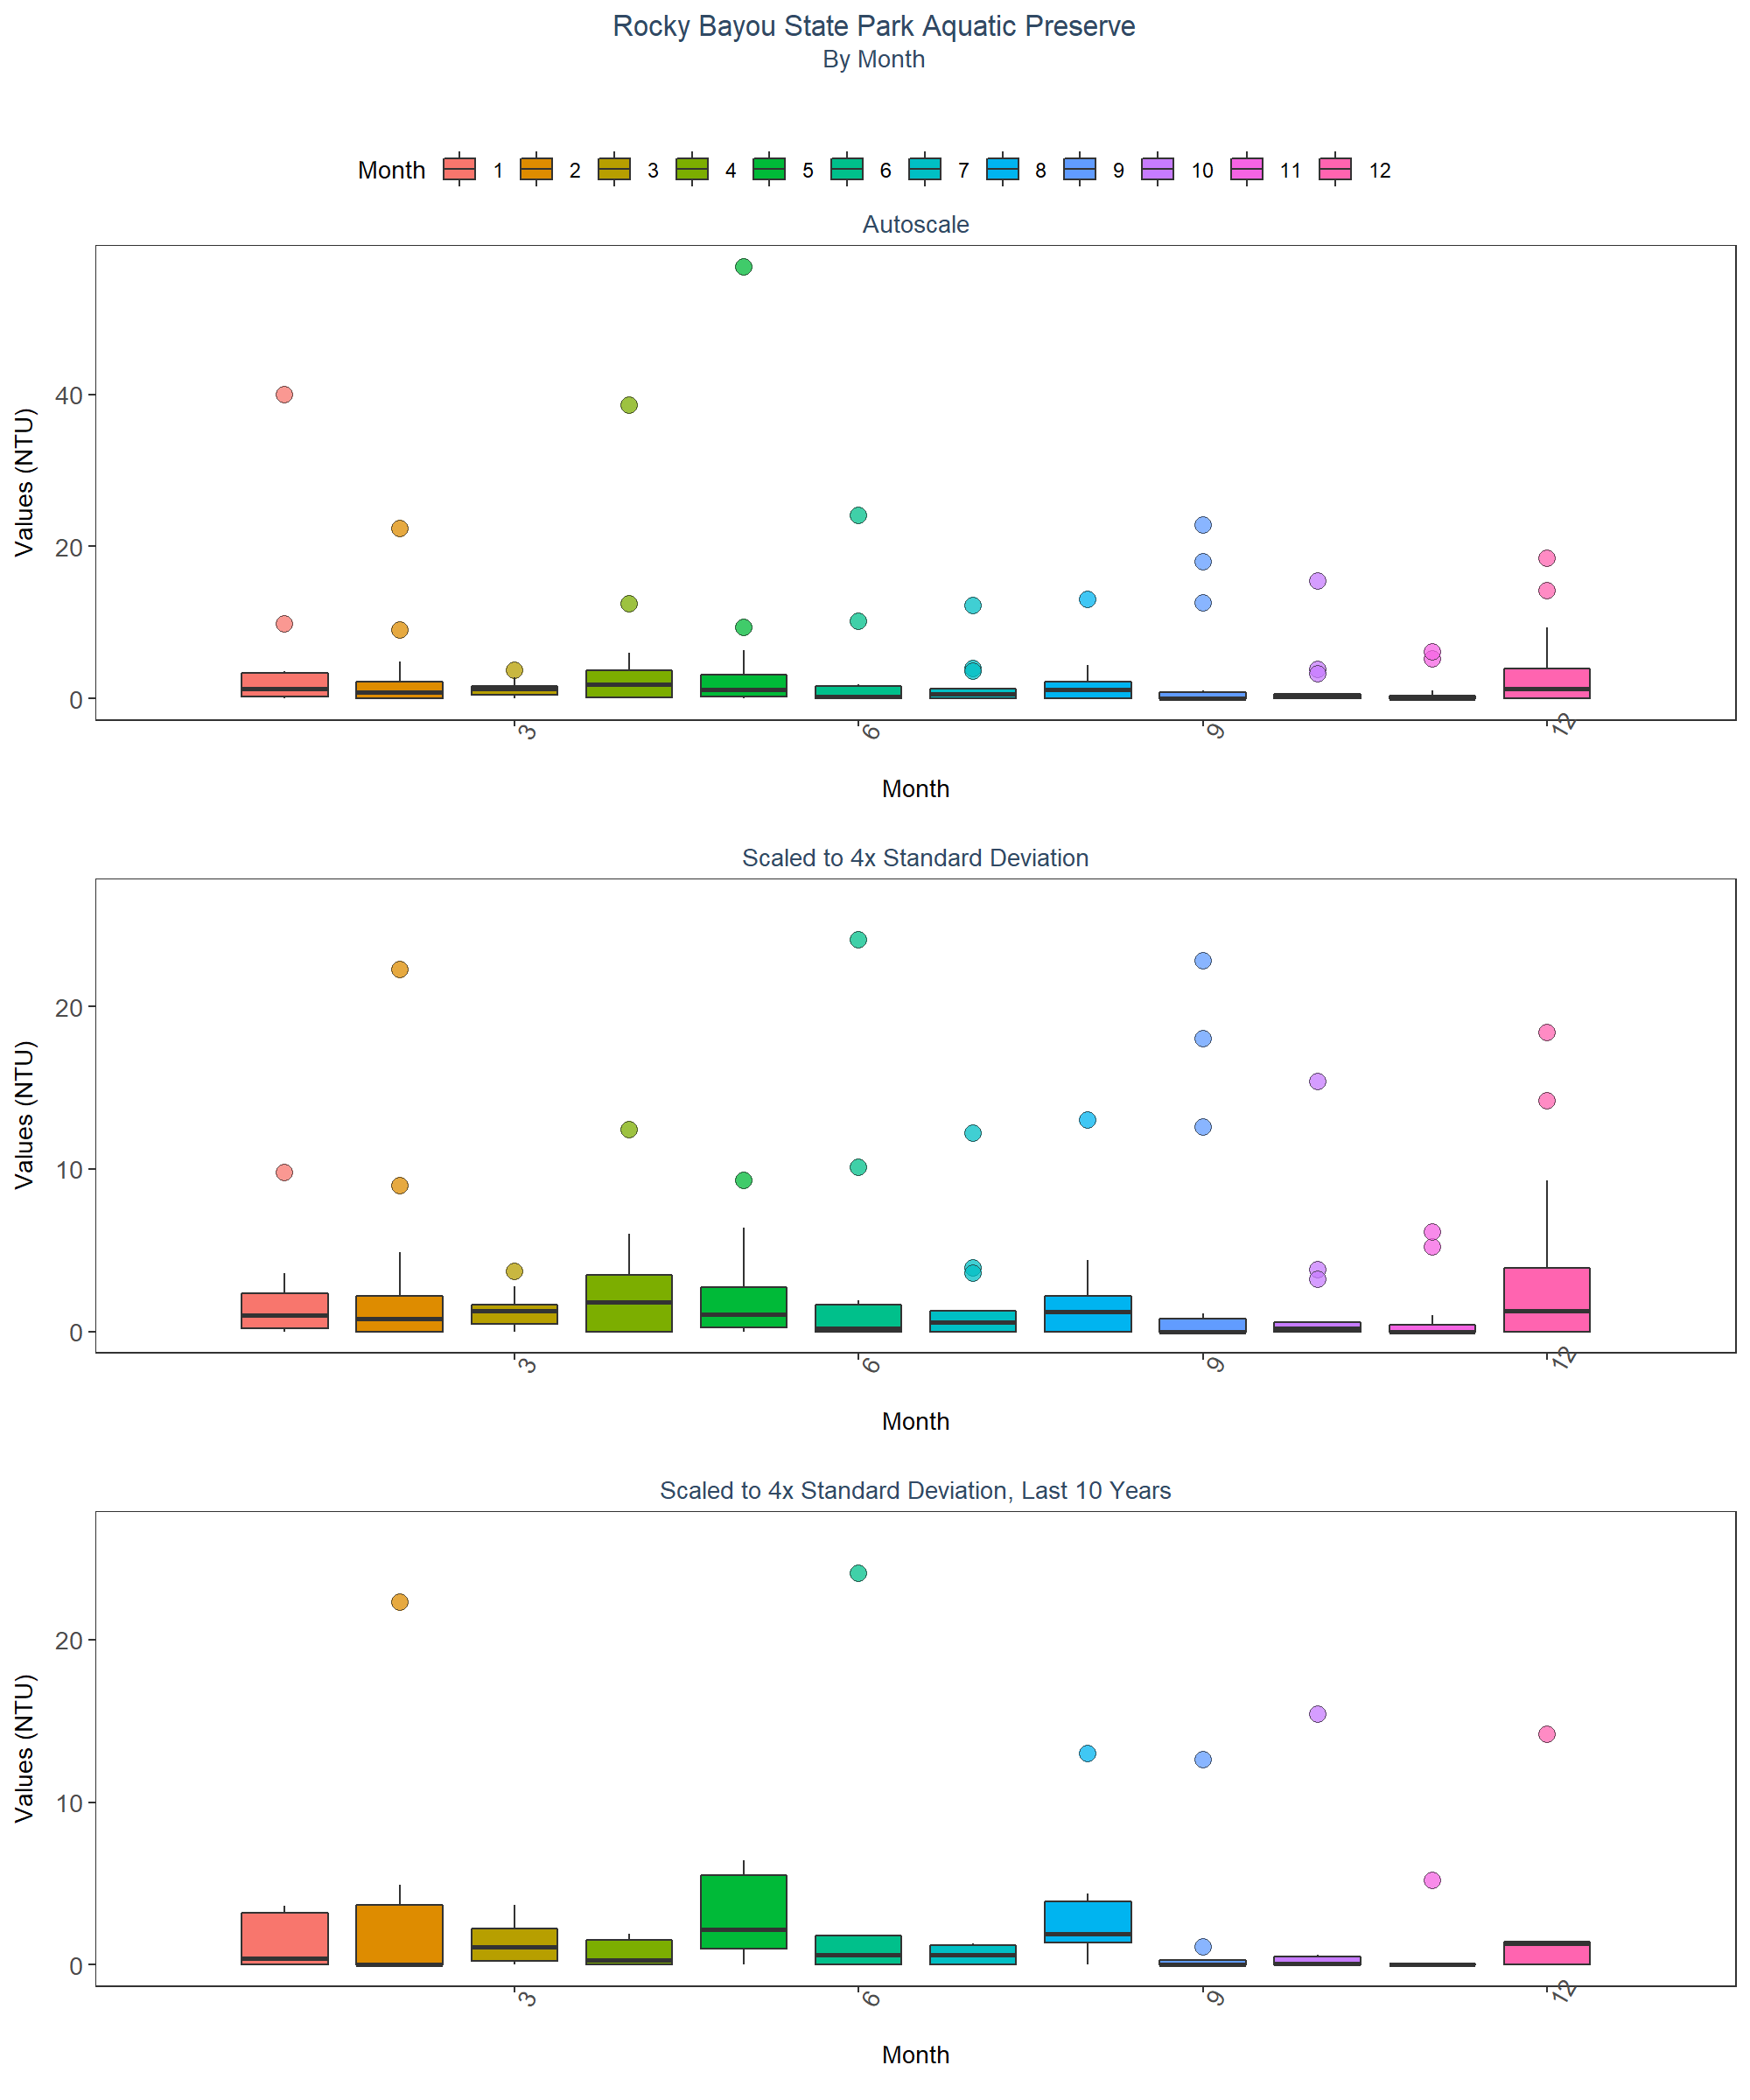 Rocky Bayou State Park Aquatic Preserve
By Month
Month 1 2 3 4 5 6 7 8 9 10 11 12
Autoscale
Values (NTU)
40
20
0
3 6 9 12
Month
Scaled to 4x Standard Deviation
Values (NTU)
20
10
0
3 6 9 12
Month
Scaled to 4x Standard Deviation, Last 10 Years
Values (NTU)
20
10
0
3 6 9 12
Month